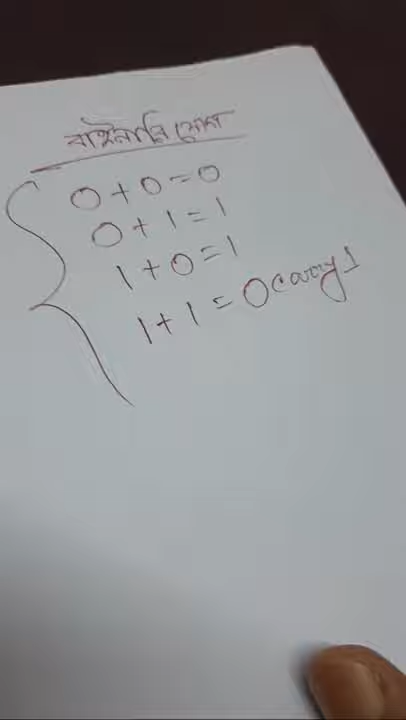 বাইনারি যোগ
0 + 0 = 0
0 + 1 = 1
1 + 0 = 1
1 + 1 = 0 carry 1